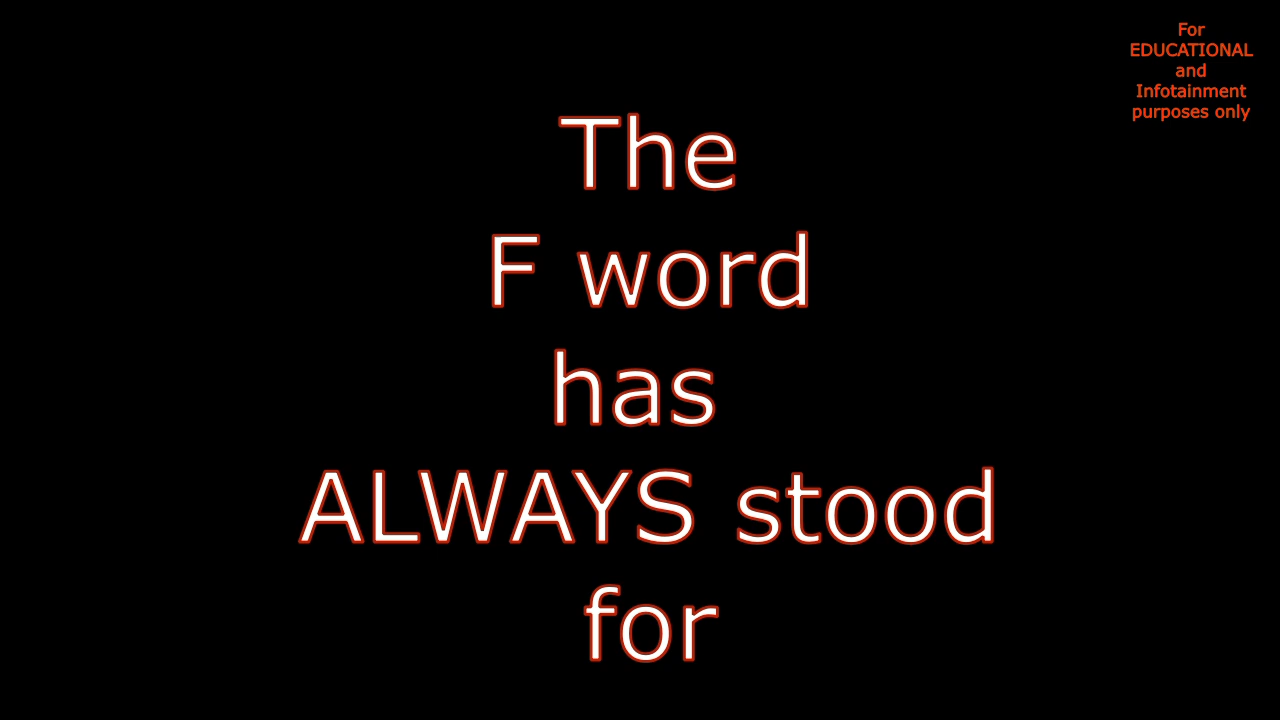 For
EDUCATIONAL
and
Infotainment
purposes only
The
F word
has
ALWAYS stood
for